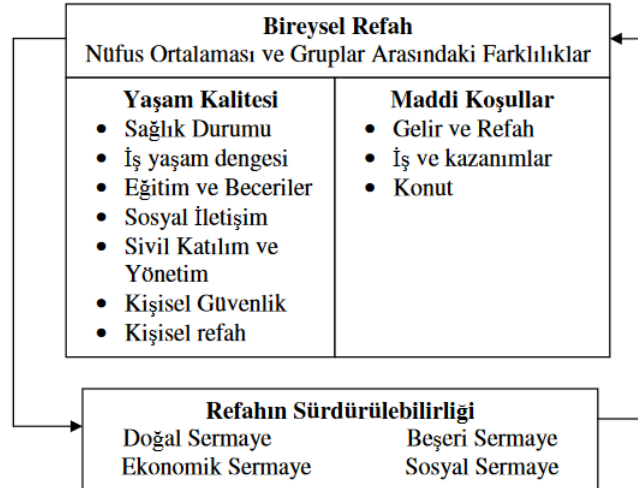 Bireysel Refah
Nüfus Ortalaması ve Gruplar Arasındaki Farklılıklar
Yaşam Kalitesi
• Sağlık Durumu
• İş yaşam dengesi
• Eğitim ve Beceriler
• Sosyal İletişim
• Sivil Katılım ve
Yönetim
• Kişisel Güvenlik
• Kişisel refah
Maddi Koşullar
• Gelir ve Refah
• İş ve kazanımlar
• Konut
Refahın Sürdürülebilirliği
Doğal Sermaye Beşeri Sermaye
Ekonomik Sermaye Sosyal Sermaye